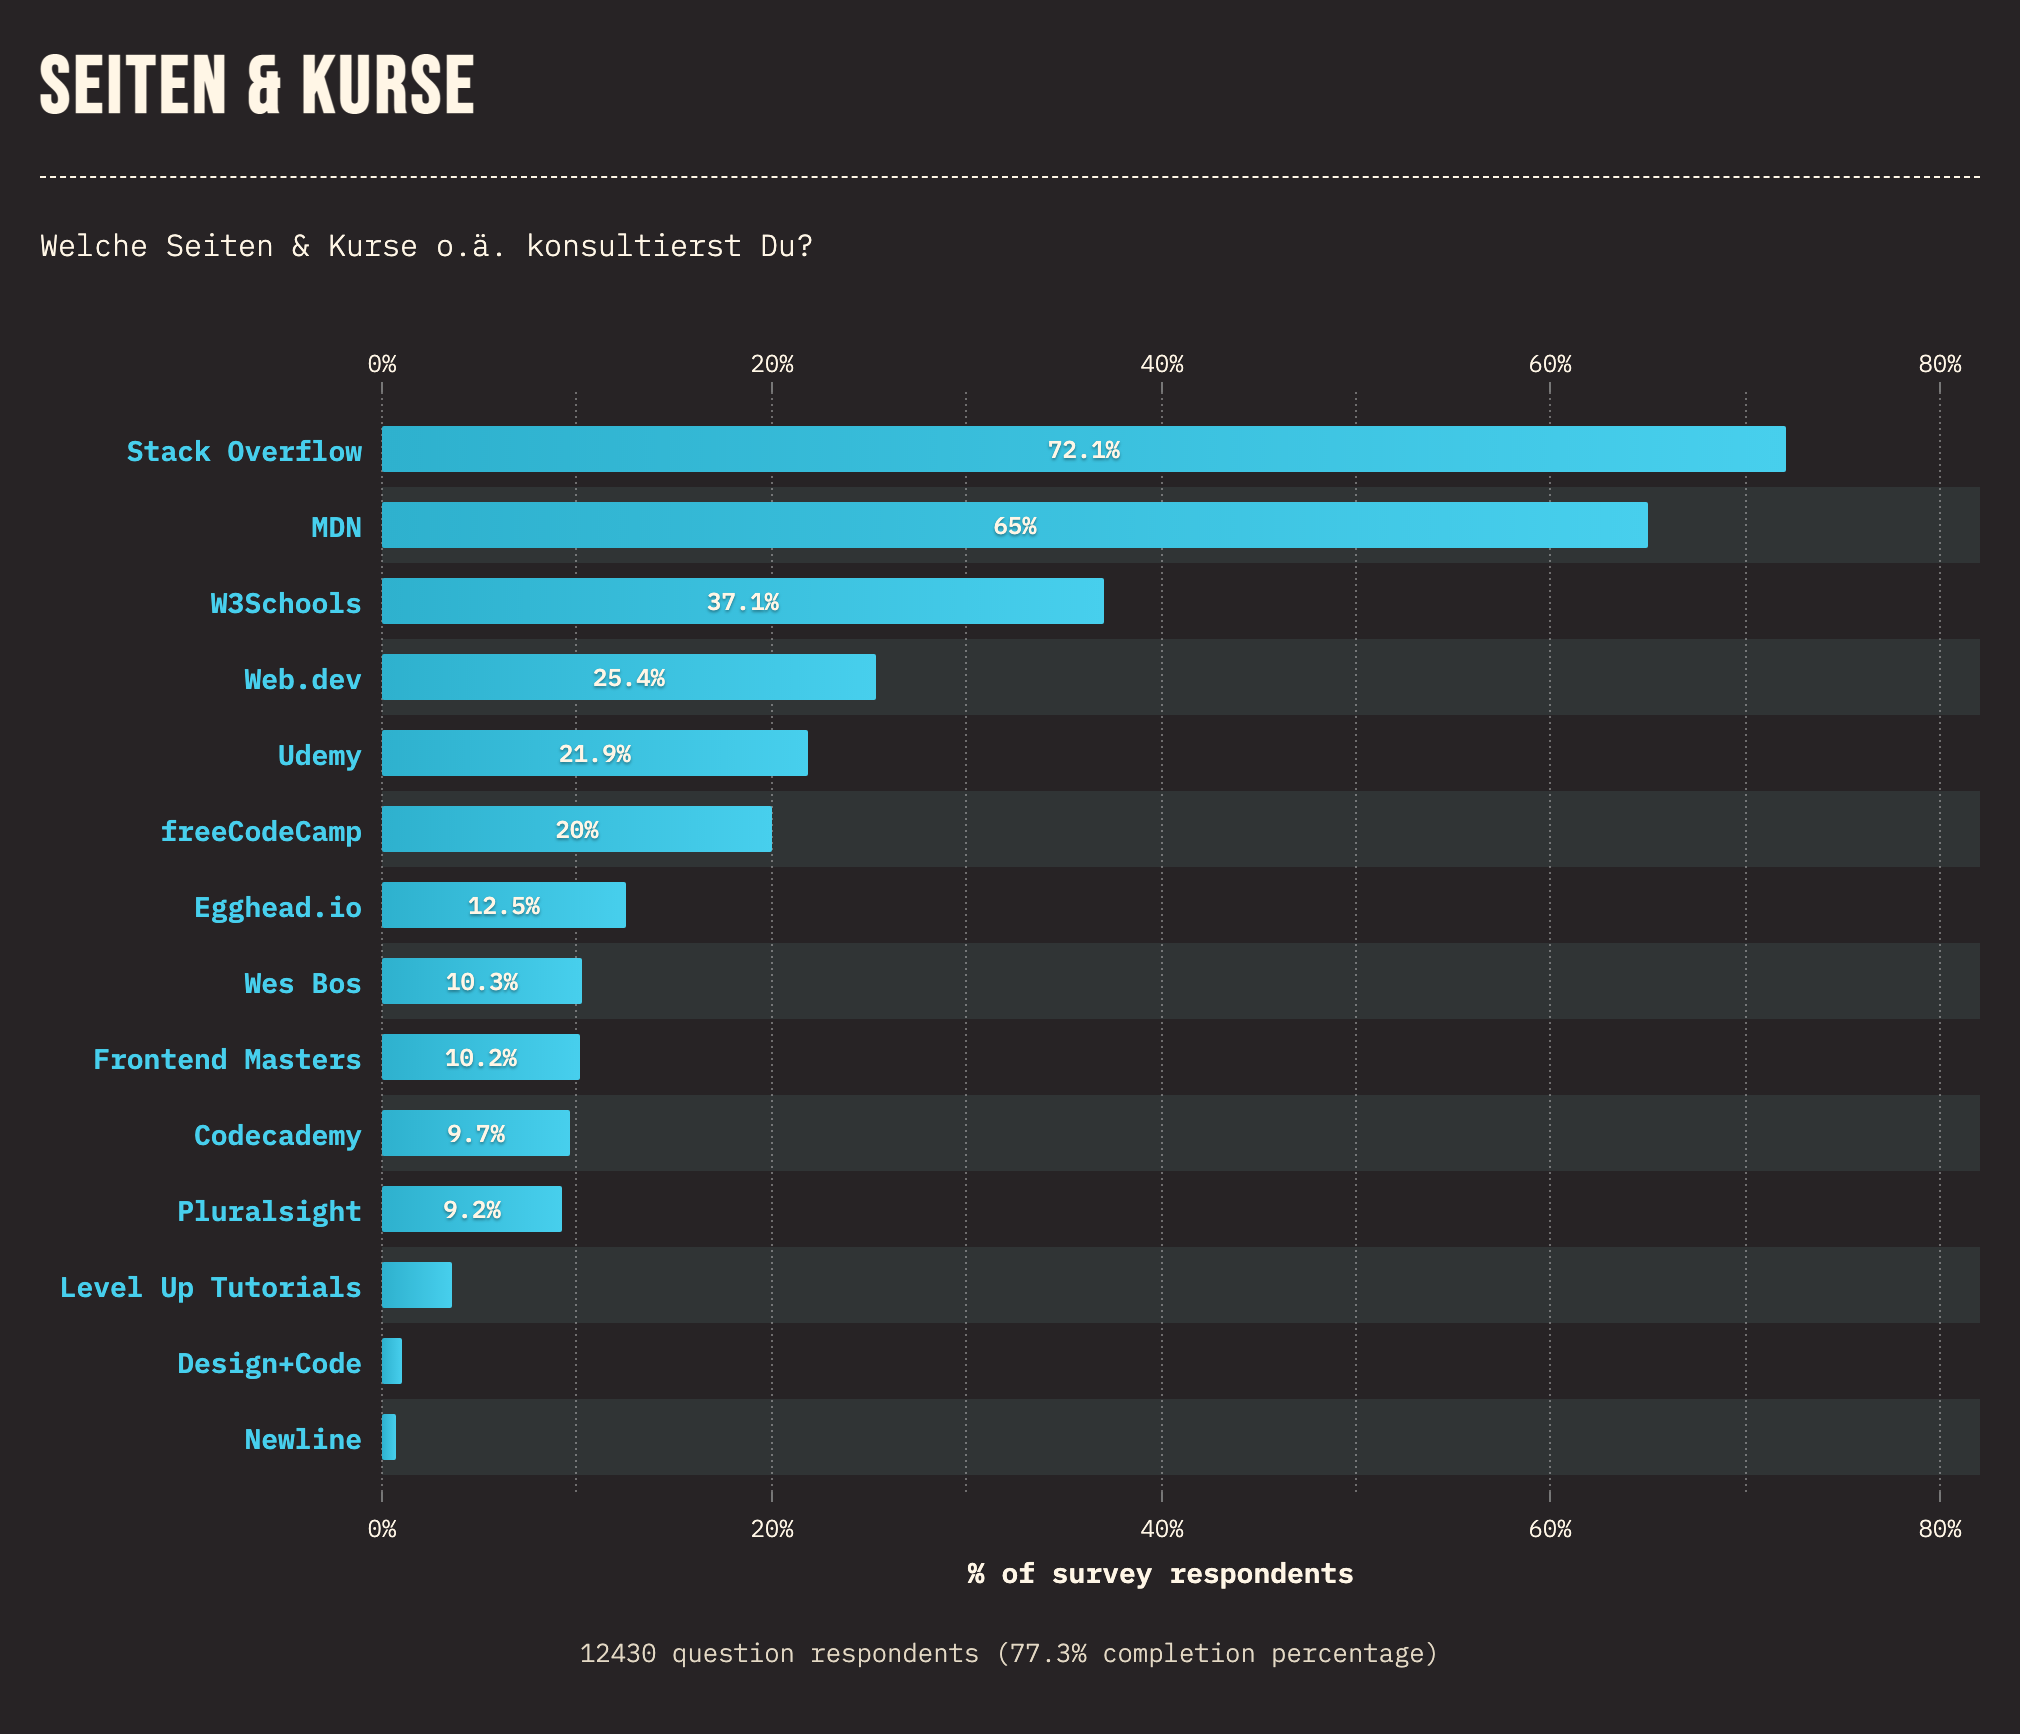 SEITEN & KURSE
Welche Seiten & Kurse o.ä. konsultierst Du?
0% 20% 40% 60% 80%
Stack Overflow 72.1%
MDN 65%
W3Schools 37.1%
Web.dev 25.4%
Udemy 21.9%
freeCodeCamp 20%
Egghead.io 12.5%
Wes Bos 10.3%
Frontend Masters 10.2%
Codecademy 9.7%
Pluralsight 9.2%
Level Up Tutorials
Design+Code
Newline
0% 20% 40% 60% 80%
% of survey respondents
12430 question respondents (77.3% completion percentage)